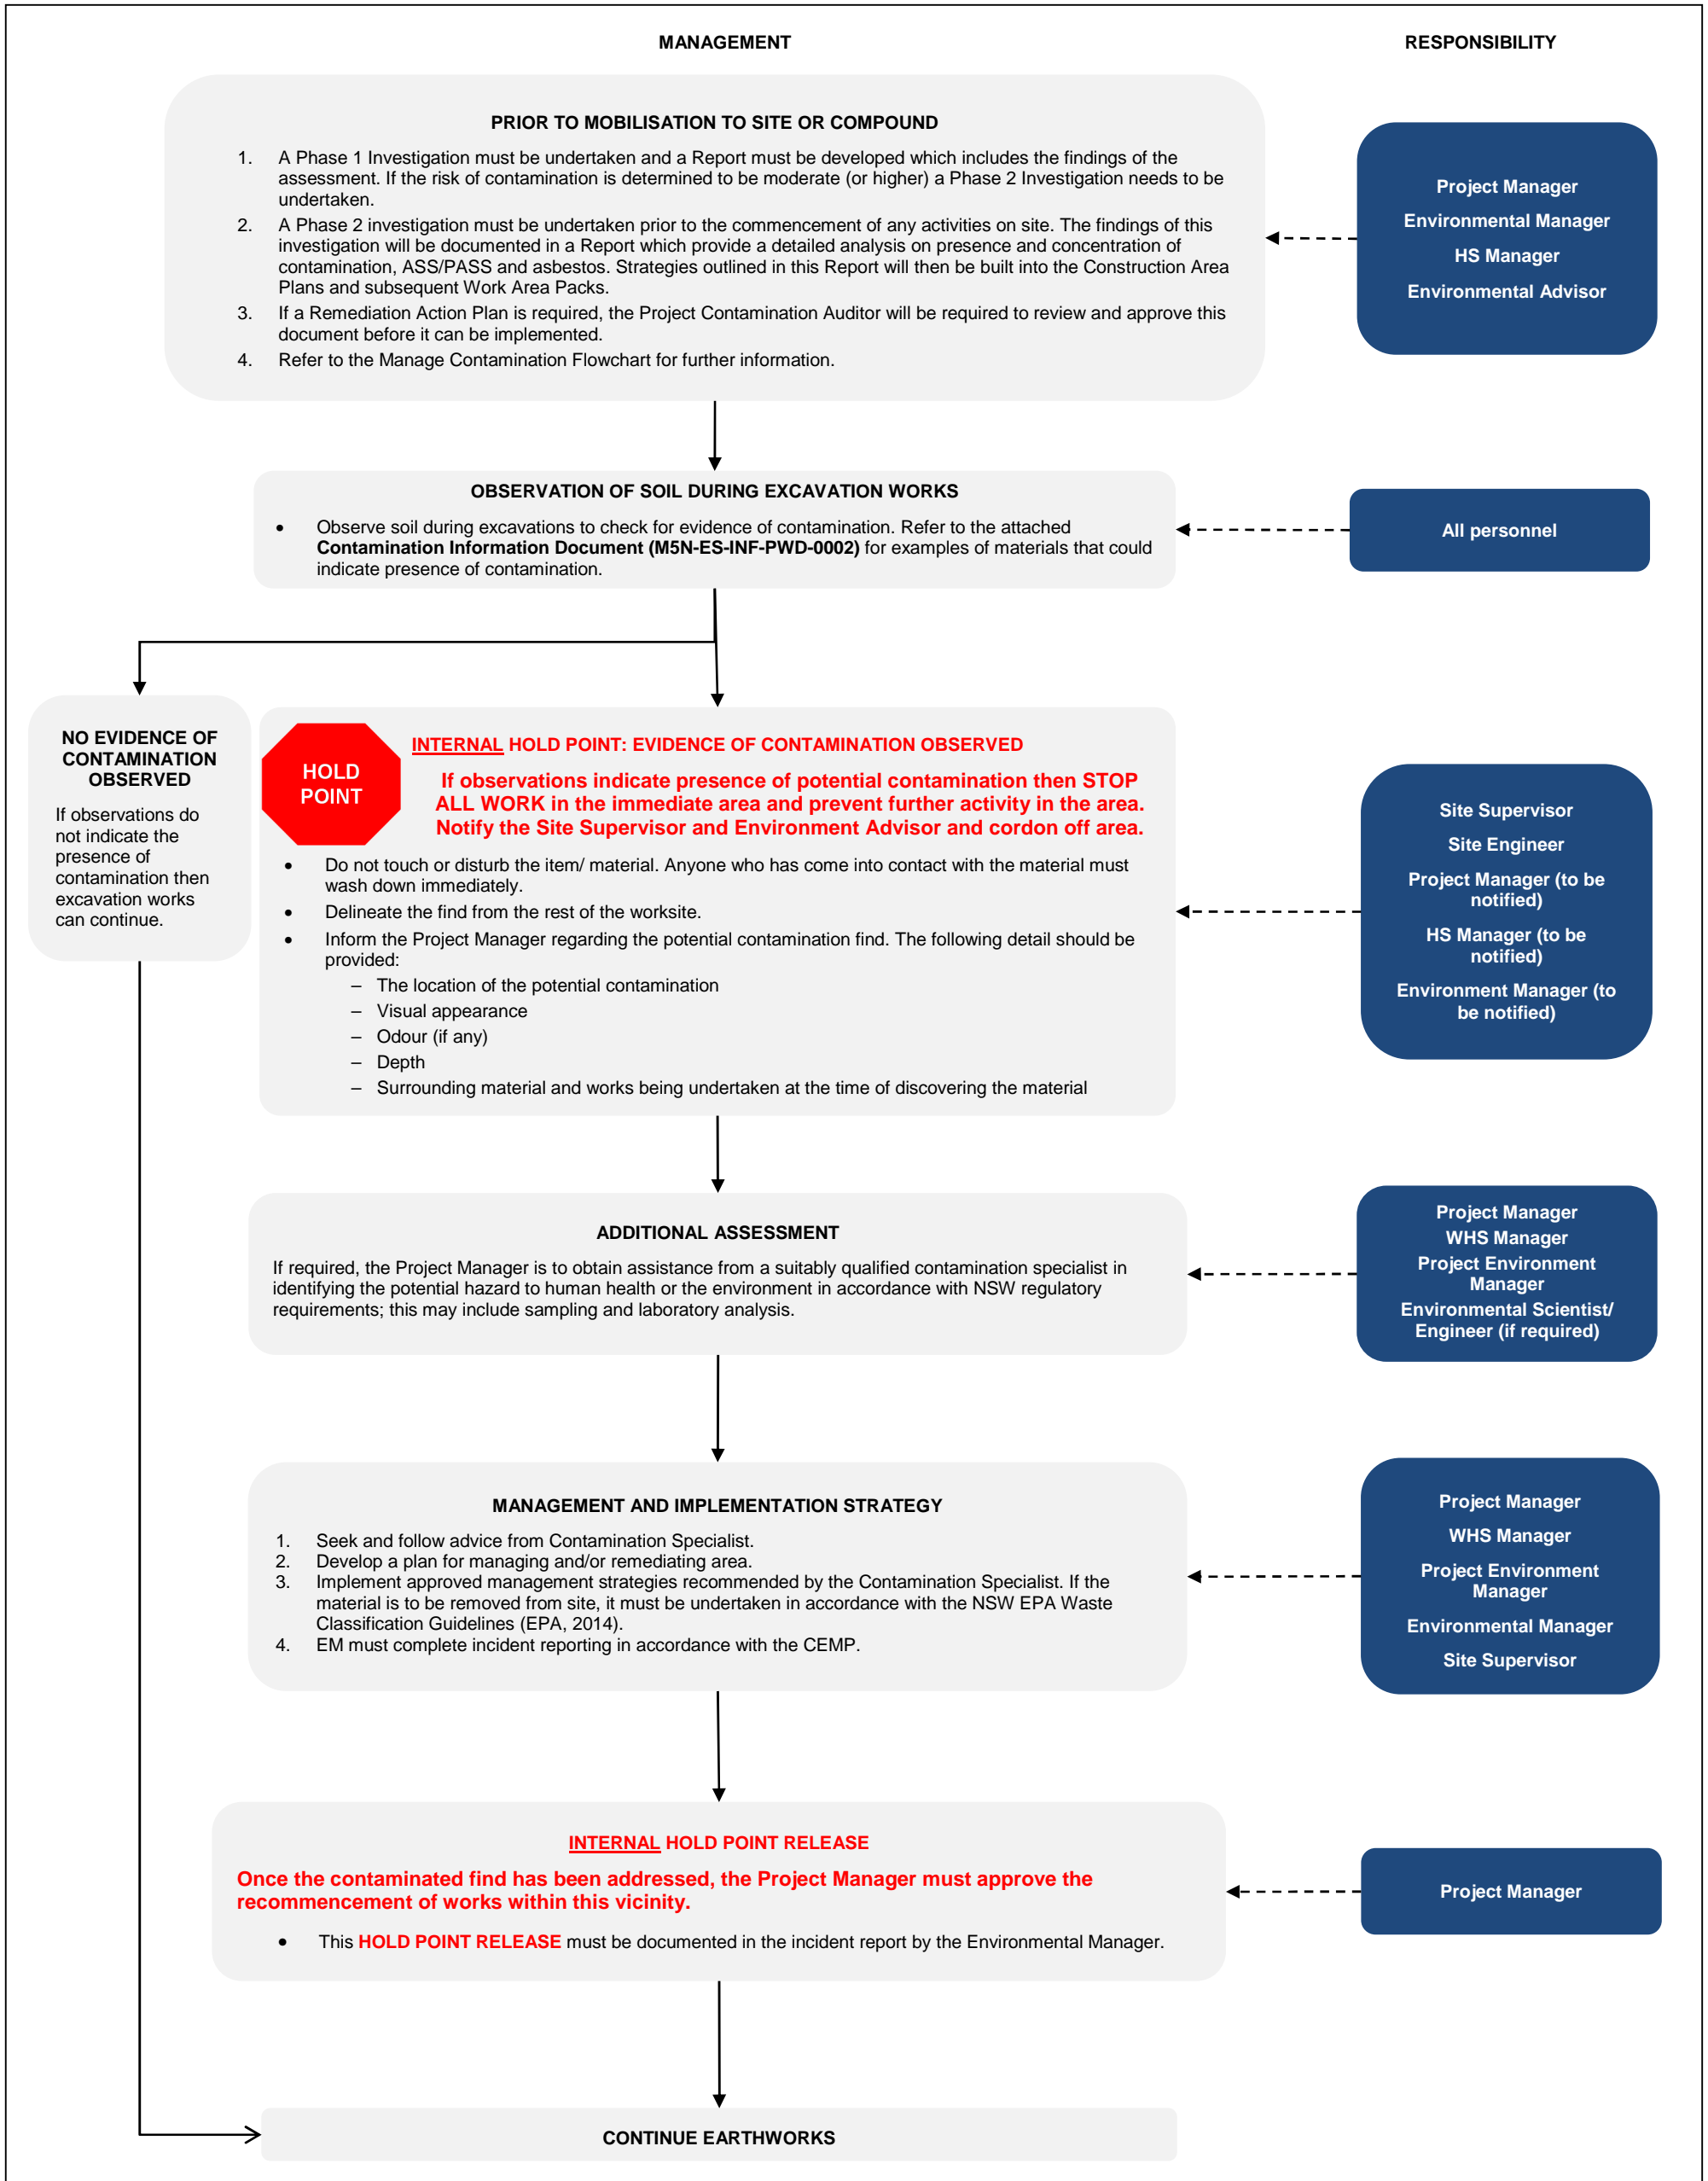 MANAGEMENT
RESPONSIBILITY
PRIOR TO MOBILISATION TO SITE OR COMPOUND
1. A Phase 1 Investigation must be undertaken and a Report must be developed which includes the findings of the
assessment. If the risk of contamination is determined to be moderate (or higher) a Phase 2 Investigation needs to be
undertaken.
2. A Phase 2 investigation must be undertaken prior to the commencement of any activities on site. The findings of this
investigation will be documented in a Report which provide a detailed analysis on presence and concentration of
contamination, ASS/PASS and asbestos. Strategies outlined in this Report will then be built into the Construction Area
Plans and subsequent Work Area Packs.
3. If a Remediation Action Plan is required, the Project Contamination Auditor will be required to review and approve this
document before it can be implemented.
4. Refer to the Manage Contamination Flowchart for further information.
Project Manager
Environmental Manager
HS Manager
Environmental Advisor
OBSERVATION OF SOIL DURING EXCAVATION WORKS
• Observe soil during excavations to check for evidence of contamination. Refer to the attached
Contamination Information Document (M5N-ES-INF-PWD-0002) for examples of materials that could
indicate presence of contamination.
All personnel
NO EVIDENCE OF
CONTAMINATION
OBSERVED
If observations do
not indicate the
presence of
contamination then
excavation works
can continue.
HOLD
POINT
INTERNAL HOLD POINT: EVIDENCE OF CONTAMINATION OBSERVED
If observations indicate presence of potential contamination then STOP
ALL WORK in the immediate area and prevent further activity in the area.
Notify the Site Supervisor and Environment Advisor and cordon off area.
• Do not touch or disturb the item/ material. Anyone who has come into contact with the material must
wash down immediately.
• Delineate the find from the rest of the worksite.
• Inform the Project Manager regarding the potential contamination find. The following detail should be
provided:
– The location of the potential contamination
– Visual appearance
– Odour (if any)
– Depth
– Surrounding material and works being undertaken at the time of discovering the material
Site Supervisor
Site Engineer
Project Manager (to be
notified)
HS Manager (to be
notified)
Environment Manager (to
be notified)
ADDITIONAL ASSESSMENT
If required, the Project Manager is to obtain assistance from a suitably qualified contamination specialist in
identifying the potential hazard to human health or the environment in accordance with NSW regulatory
requirements; this may include sampling and laboratory analysis.
Project Manager
WHS Manager
Project Environment
Manager
Environmental Scientist/
Engineer (if required)
MANAGEMENT AND IMPLEMENTATION STRATEGY
1. Seek and follow advice from Contamination Specialist.
2. Develop a plan for managing and/or remediating area.
3. Implement approved management strategies recommended by the Contamination Specialist. If the
material is to be removed from site, it must be undertaken in accordance with the NSW EPA Waste
Classification Guidelines (EPA, 2014).
4. EM must complete incident reporting in accordance with the CEMP.
Project Manager
WHS Manager
Project Environment
Manager
Environmental Manager
Site Supervisor
INTERNAL HOLD POINT RELEASE
Once the contaminated find has been addressed, the Project Manager must approve the
recommencement of works within this vicinity.
• This HOLD POINT RELEASE must be documented in the incident report by the Environmental Manager.
Project Manager
CONTINUE EARTHWORKS